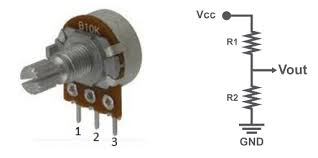 B10K
1 2 3
Vcc
R1
Vout
R2
GND